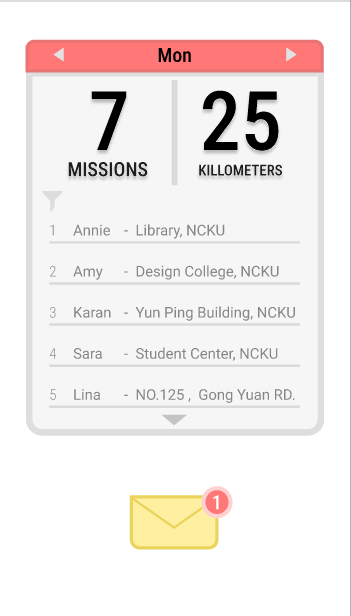 Mon
7 25
MISSIONS KILLOMETERS
1 Annie - Library, NCKU
2 Amy - Design College, NCKU
3 Karan - Yun Ping Building, NCKU
4 Sara - Student Center, NCKU
5 Lina - NO.125 , Gong Yuan RD.
1